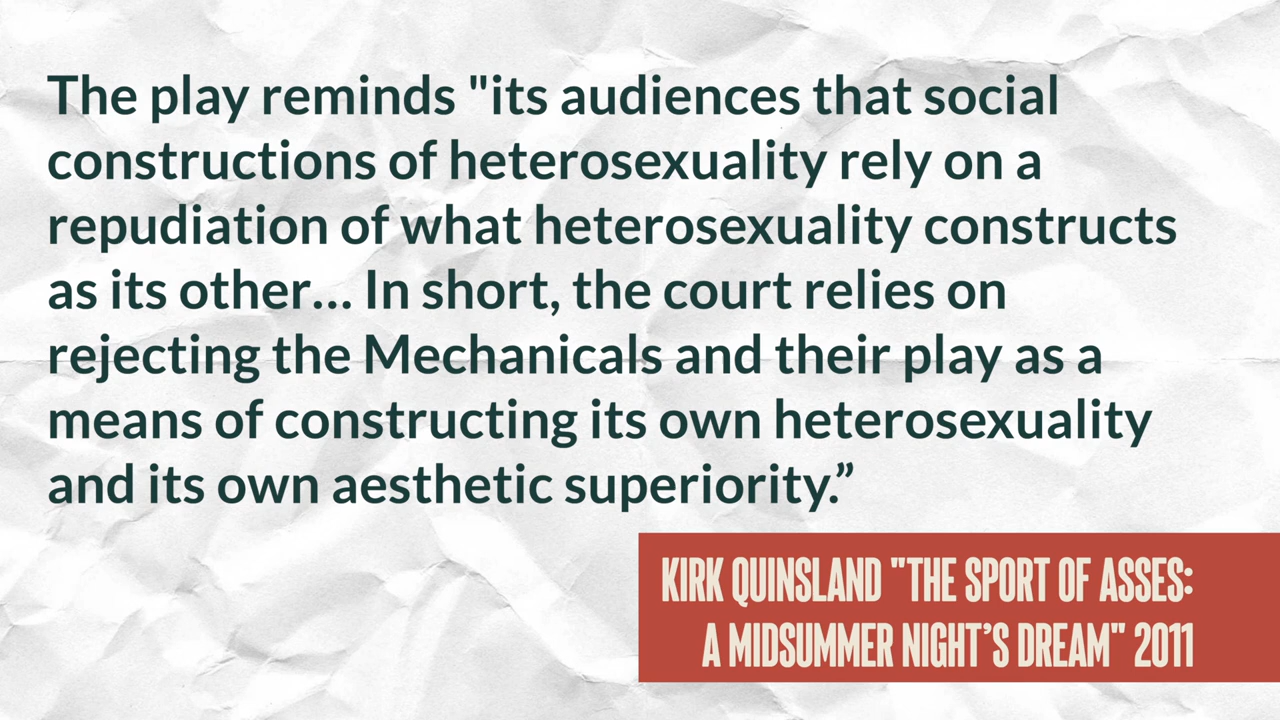 The play reminds "its audiences that social
constructions of heterosexuality rely on a
repudiation of what heterosexuality constructs
as its other... In short, the court relies on
rejecting the Mechanicals and their play as a
means of constructing its own heterosexuality
and its own aesthetic superiority.”
KIRK QUINSLAND "THE SPORT OF ASSES:
A MIDSUMMER NIGHT’S DREAM" 2011